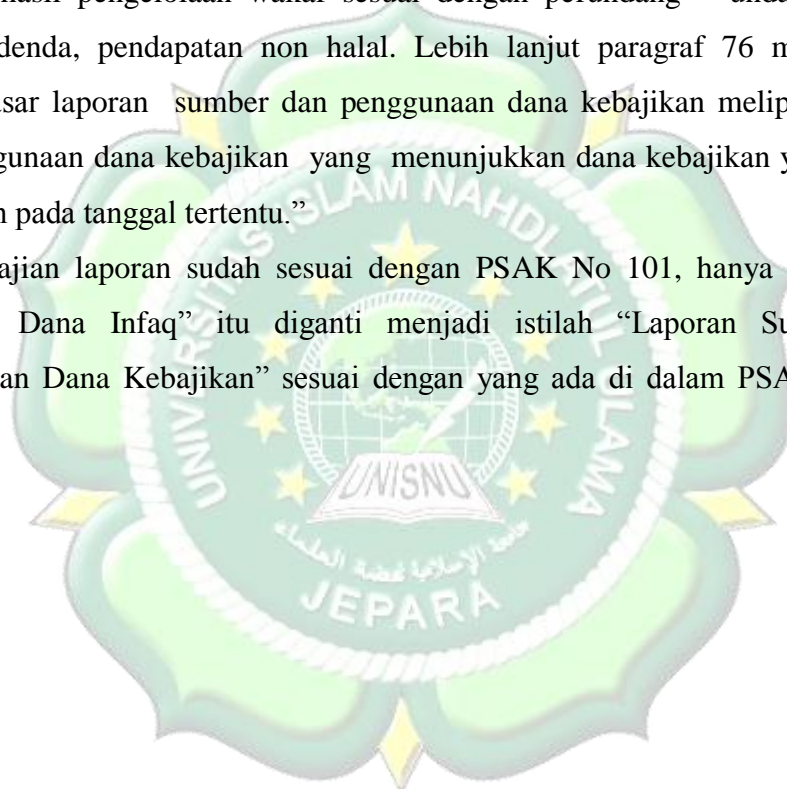 hasil pengelolaan wakaf sesuai dengan perundang – unda
denda, pendapatan non halal. Lebih lanjut paragraf 76 m
sar laporan sumber dan penggunaan dana kebajikan melip
gunaan dana kebajikan yang menunjukkan dana kebajikan y
n pada tanggal tertentu.”
ajian laporan sudah sesuai dengan PSAK No 101, hanya
Dana Infaq” itu diganti menjadi istilah “Laporan Su
an Dana Kebajikan” sesuai dengan yang ada di dalam PSA
UNIVERSITAS ISLAM NAHDLATUL ULAMA
UNISNU
JEPARA